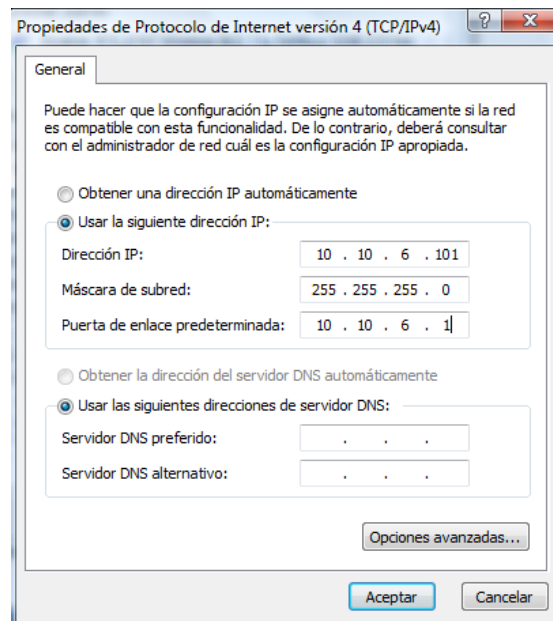 Propiedades de Protocolo de Internet versión 4 (TCP/IPv4)
General
Puede hacer que la configuración IP se asigne automáticamente si la red
es compatible con esta funcionalidad. De lo contrario, deberá consultar
con el administrador de red cuál es la configuración IP apropiada.
Obtener una dirección IP automáticamente
Usar la siguiente dirección IP:
Dirección IP: 10 . 10 . 6 . 101
Máscara de subred: 255 . 255 . 255 . 0
Puerta de enlace predeterminada: 10 . 10 . 6 . 1
Obtener la dirección del servidor DNS automáticamente
Usar las siguientes direcciones de servidor DNS:
Servidor DNS preferido: . . .
Servidor DNS alternativo: . . .
Opciones avanzadas...
Aceptar Cancelar